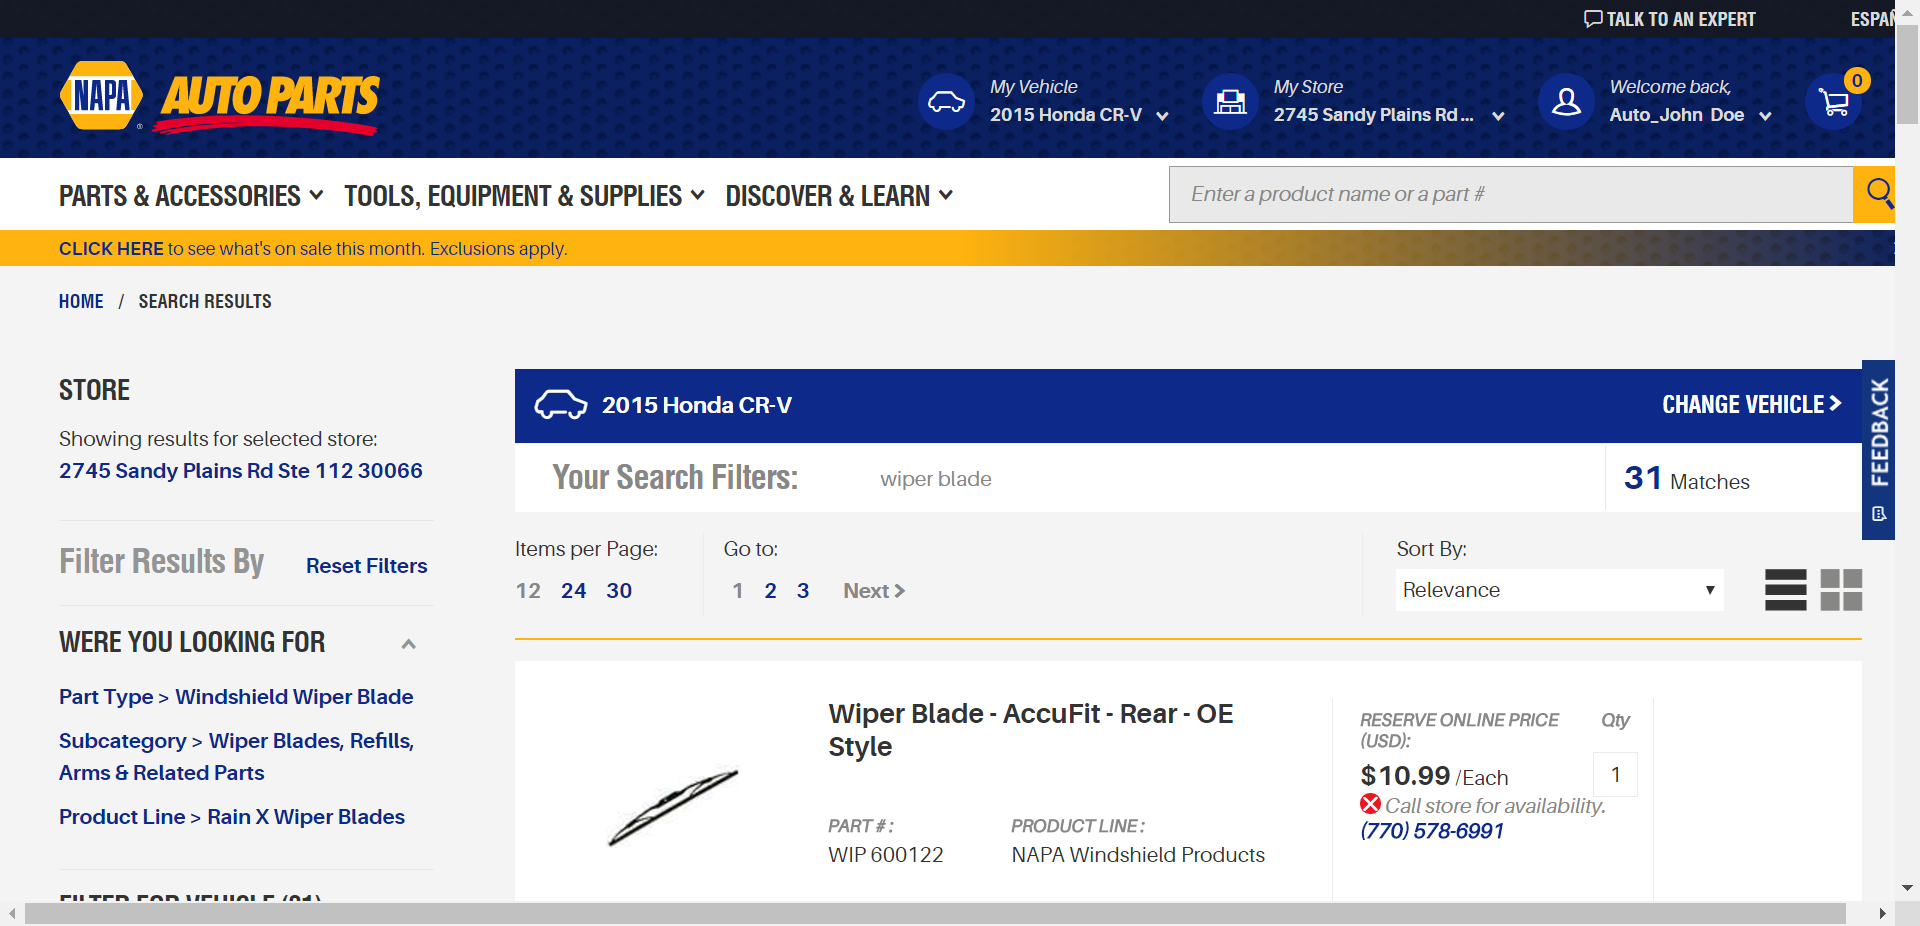 TALK TO AN EXPERT
NAPA AUTO PARTS
My Vehicle
2015 Honda CR-V
My Store
2745 Sandy Plains Rd...
Welcome back,
Auto_John Doe
0
PARTS & ACCESSORIES TOOLS, EQUIPMENT & SUPPLIES DISCOVER & LEARN
Enter a product name or a part #
CLICK HERE to see what's on sale this month. Exclusions apply.
HOME / SEARCH RESULTS
STORE
Showing results for selected store:
2745 Sandy Plains Rd Ste 112 30066
Filter Results By
Reset Filters
WERE YOU LOOKING FOR
Part Type > Windshield Wiper Blade
Subcategory > Wiper Blades, Refills,
Arms & Related Parts
Product Line > Rain X Wiper Blades
FILTER FOR VEHICLE (31)
2015 Honda CR-V
CHANGE VEHICLE >
FEEDBACK
Your Search Filters:
wiper blade
31 Matches
Items per Page:
12 24 30
Go to:
1 2 3 Next >
Sort By:
Relevance
Wiper Blade - AccuFit - Rear - OE
Style
PART # :
WIP 600122
PRODUCT LINE :
NAPA Windshield Products
RESERVE ONLINE PRICE
(USD):
Qty
$10.99 /Each
1
Call store for availability.
(770) 578-6991